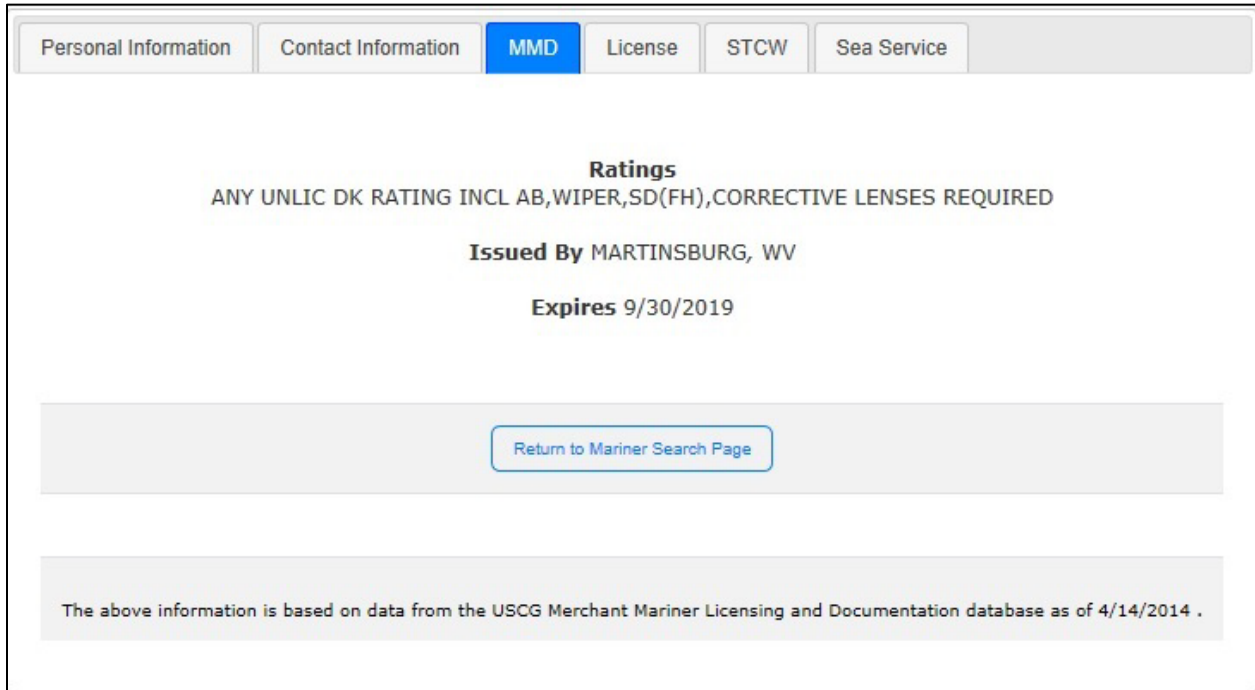 Personal Information Contact Information MMD License STCW Sea Service
Ratings
ANY UNLIC DK RATING INCL AB,WIPER,SD(FH),CORRECTIVE LENSES REQUIRED
Issued By MARTINSBURG, WV
Expires 9/30/2019
Return to Mariner Search Page
The above information is based on data from the USCG Merchant Mariner Licensing and Documentation database as of 4/14/2014 .